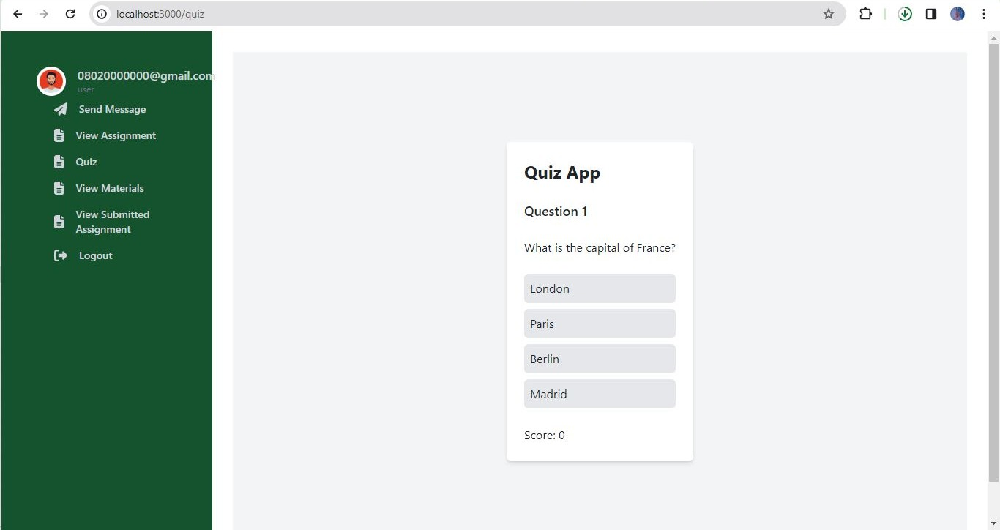 localhost:3000/quiz
08020000000@gmail.com
user
Send Message
View Assignment
Quiz
View Materials
View Submitted
Assignment
Logout
Quiz App
Question 1
What is the capital of France?
London
Paris
Berlin
Madrid
Score: 0